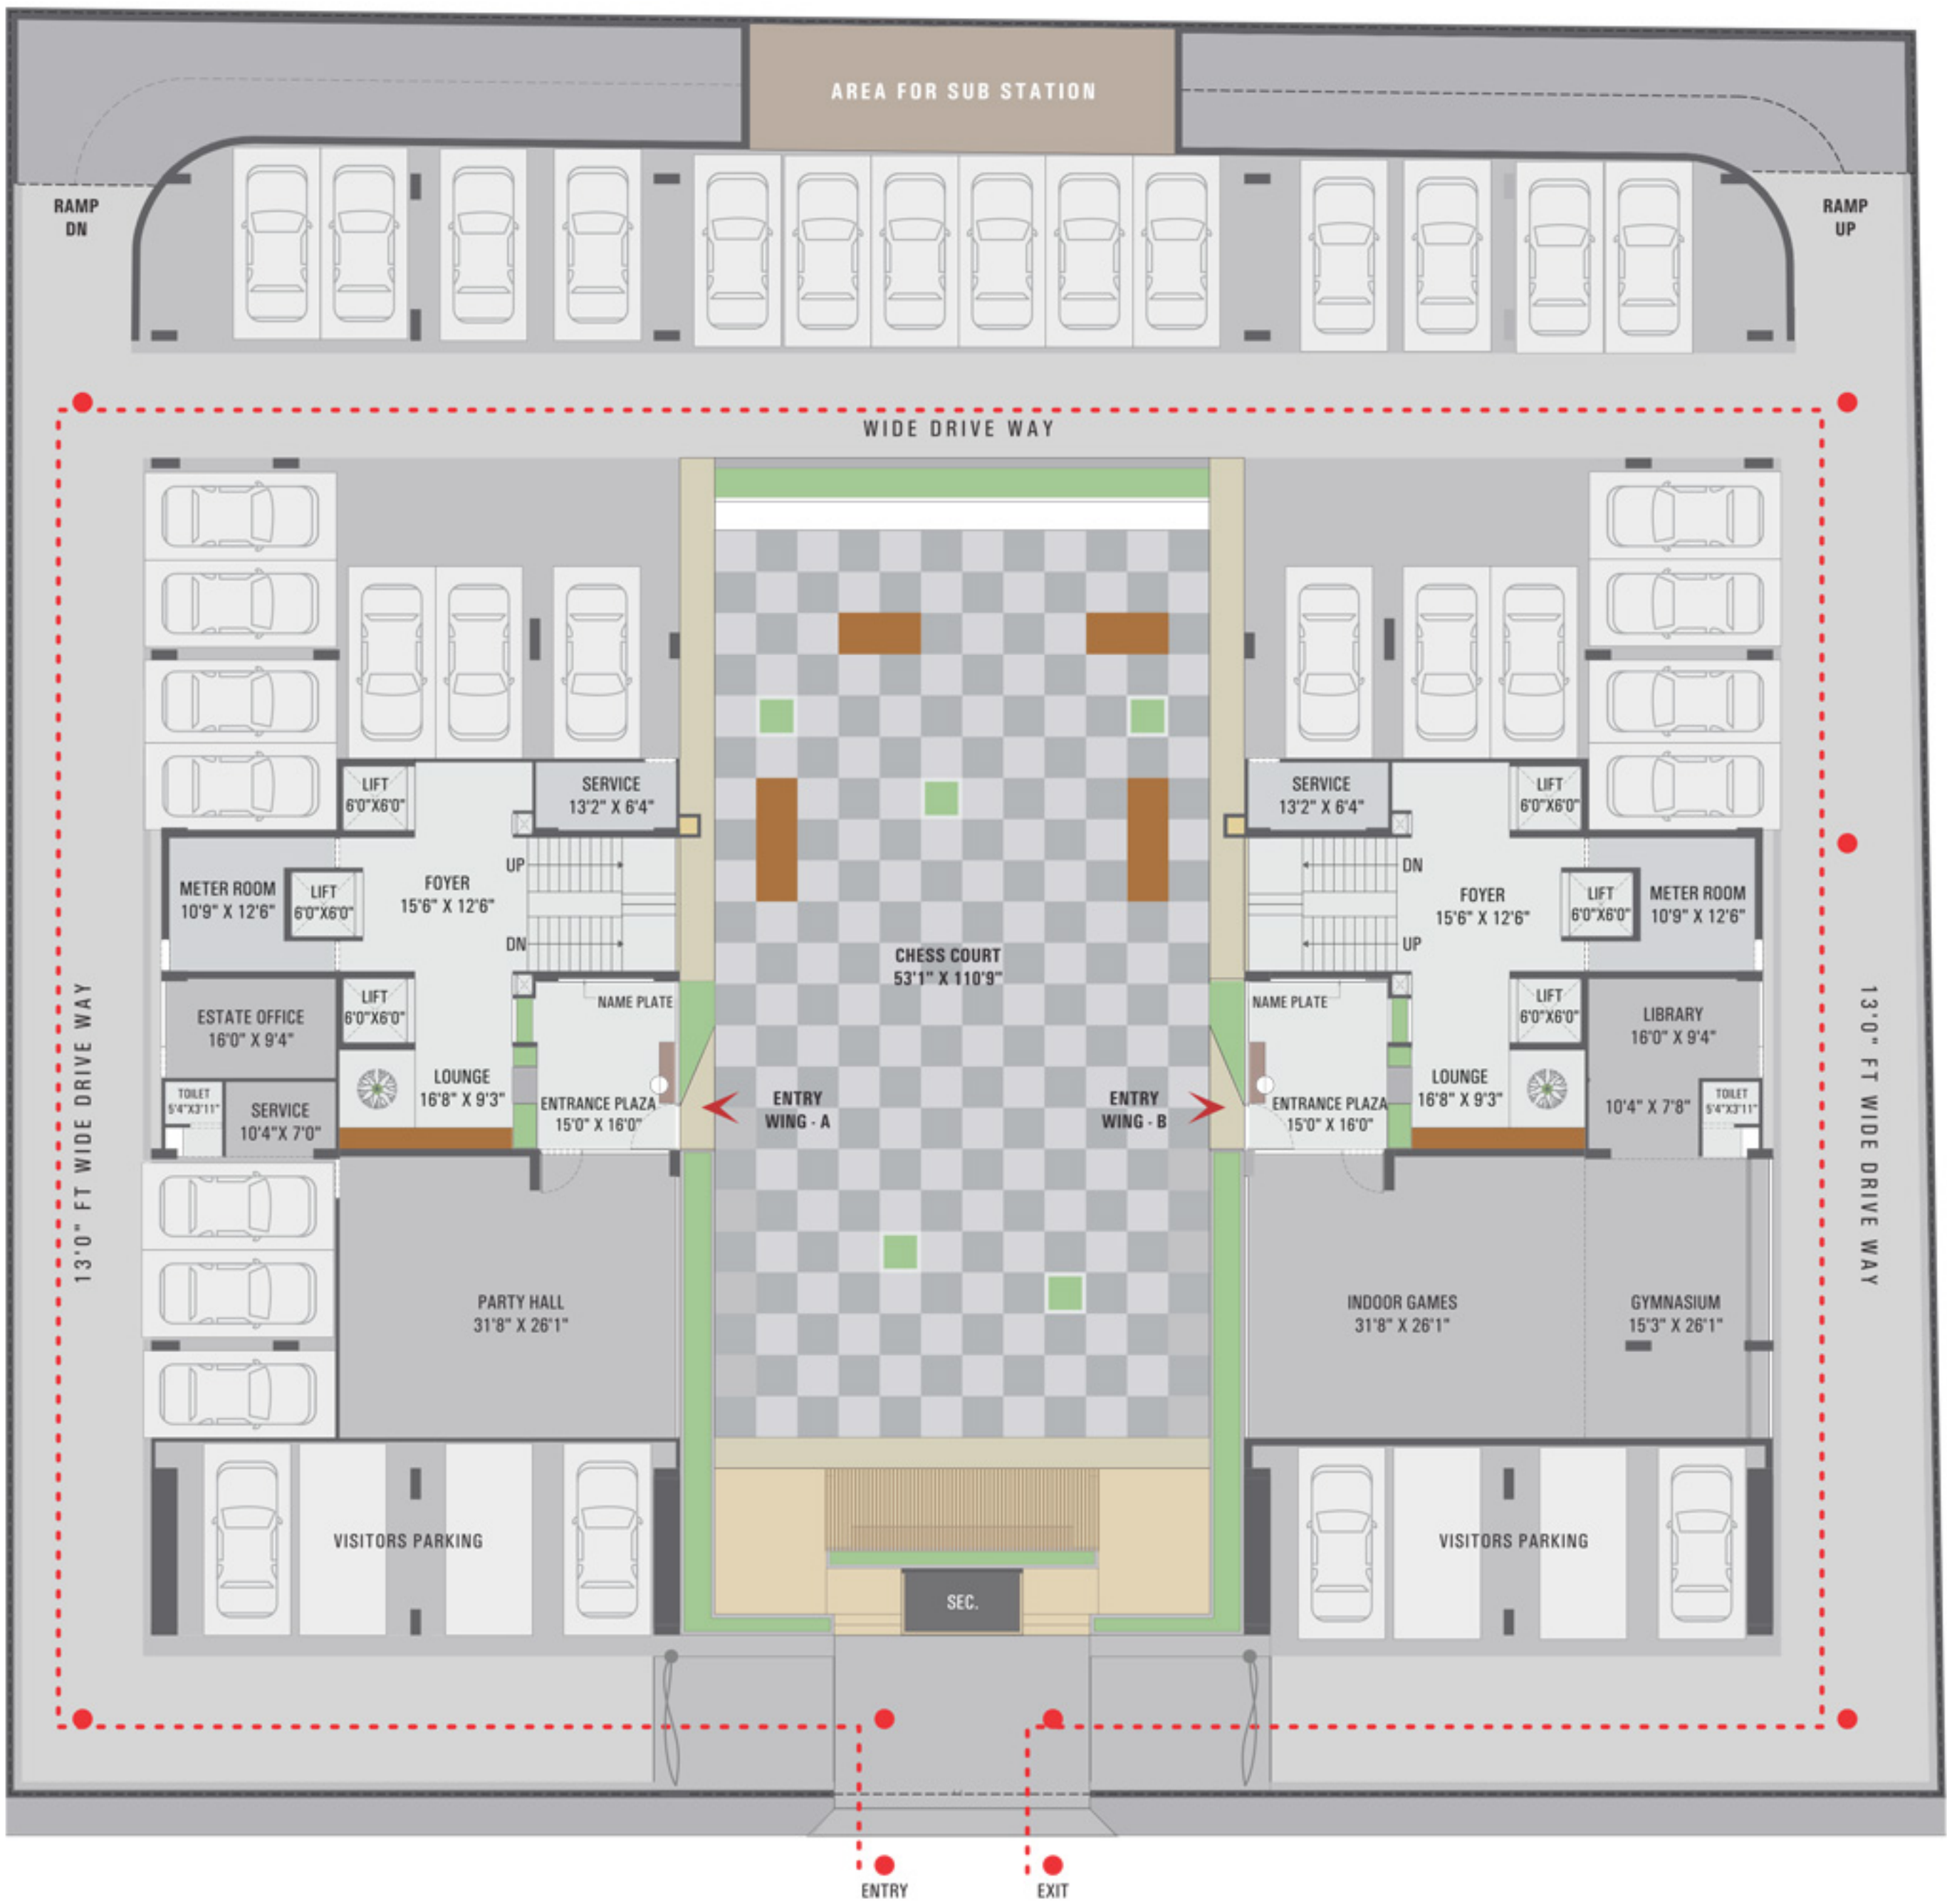 AREA FOR SUB STATION
RAMP
DN
RAMP
UP
WIDE DRIVE WAY
LIFT
6'0"X6'0"
SERVICE
13'2" X 6'4"
SERVICE
13'2" X 6'4"
LIFT
6'0"X6'0"
UP
DN
METER ROOM
10'9" X 12'6"
LIFT
6'0"X6'0"
FOYER
15'6" X 12'6"
FOYER
15'6" X 12'6"
LIFT
6'0"X6'0"
METER ROOM
10'9" X 12'6"
DN
UP
CHESS COURT
53'1" X 110'9"
NAME PLATE
NAME PLATE
LIFT
6'0"X6'0"
LIFT
6'0"X6'0"
ESTATE OFFICE
16'0" X 9'4"
LIBRARY
16'0" X 9'4"
13'0" FT WIDE DRIVE WAY
13'0" FT WIDE DRIVE WAY
TOILET
5'4"X3'11"
SERVICE
10'4"X 7'0"
LOUNGE
16'8" X 9'3"
ENTRANCE PLAZA
15'0" X 16'0"
ENTRY
WING - A
ENTRY
WING - B
ENTRANCE PLAZA
15'0" X 16'0"
LOUNGE
16'8" X 9'3"
10'4" X 7'8"
TOILET
5'4"X3'11"
PARTY HALL
31'8" X 26'1"
INDOOR GAMES
31'8" X 26'1"
GYMNASIUM
15'3" X 26'1"
VISITORS PARKING
VISITORS PARKING
SEC.
ENTRY
EXIT